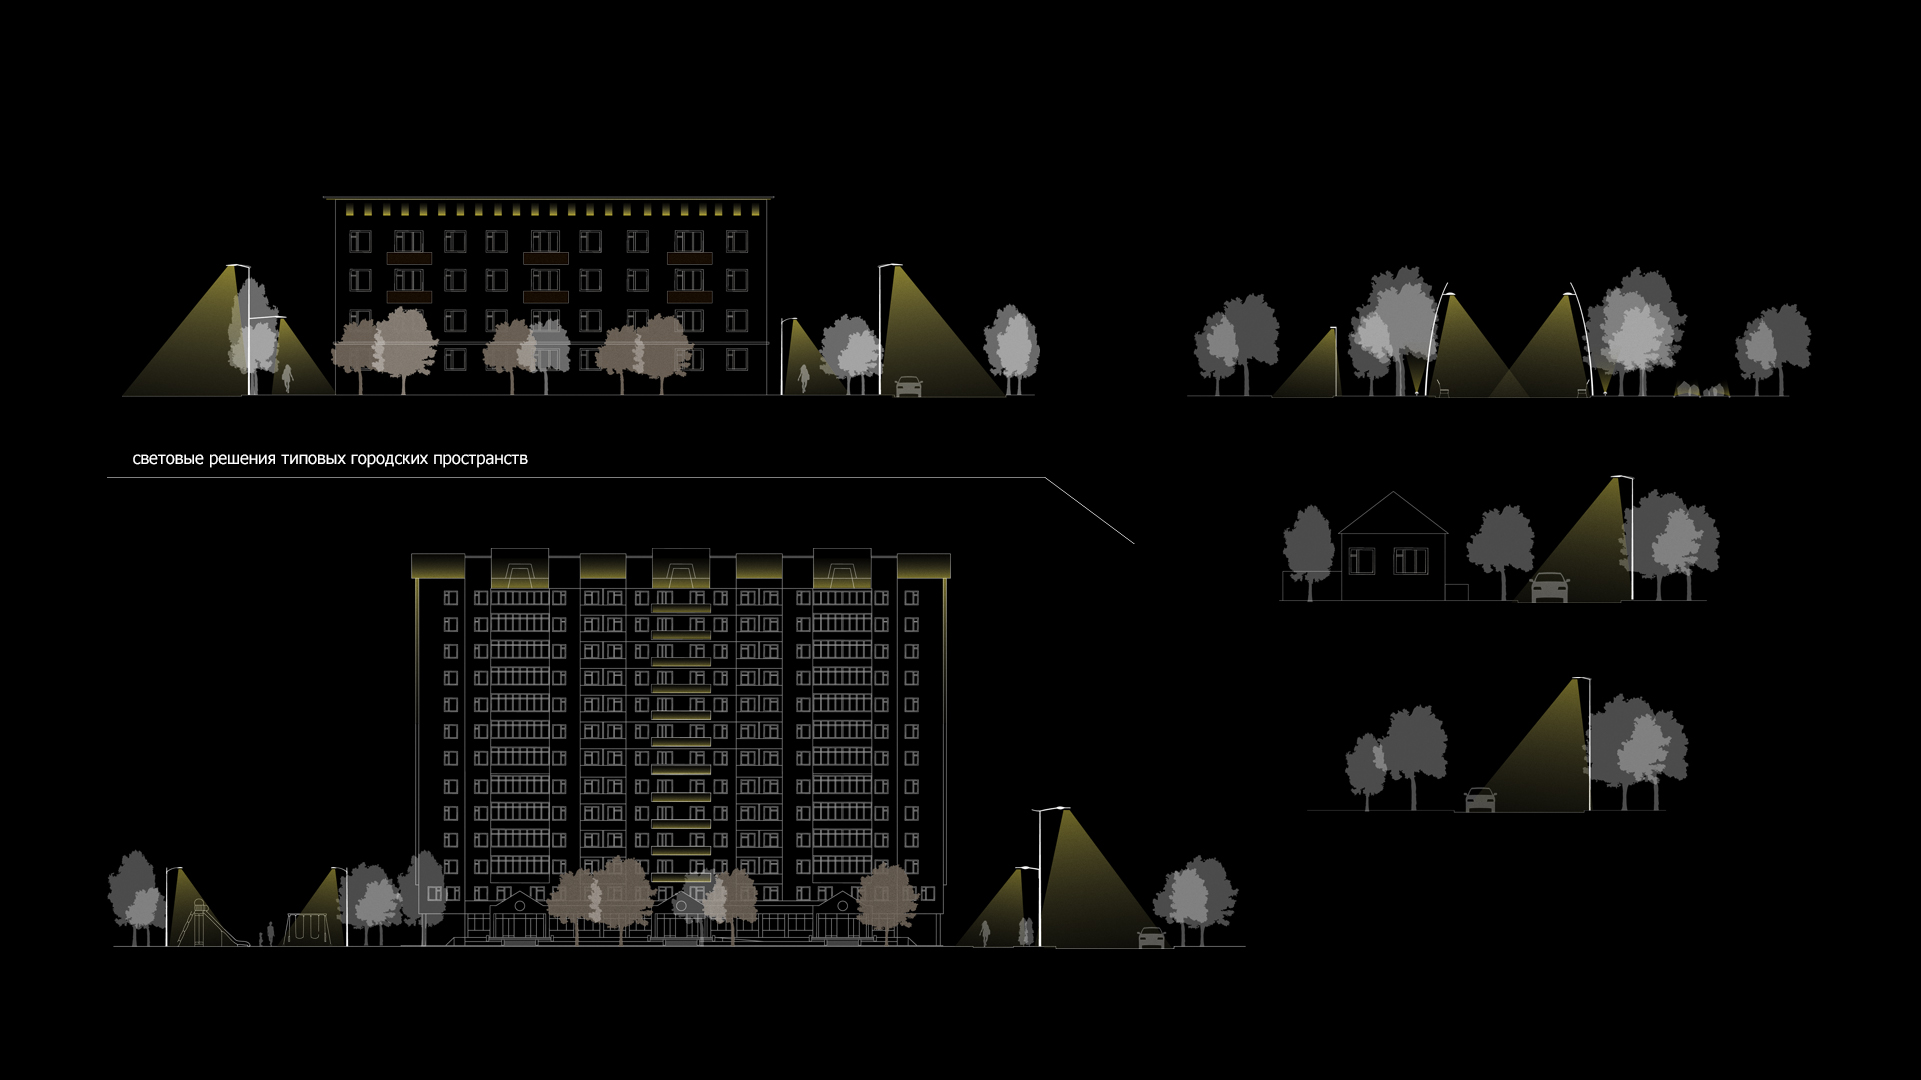 световые решения типовых городских пространств